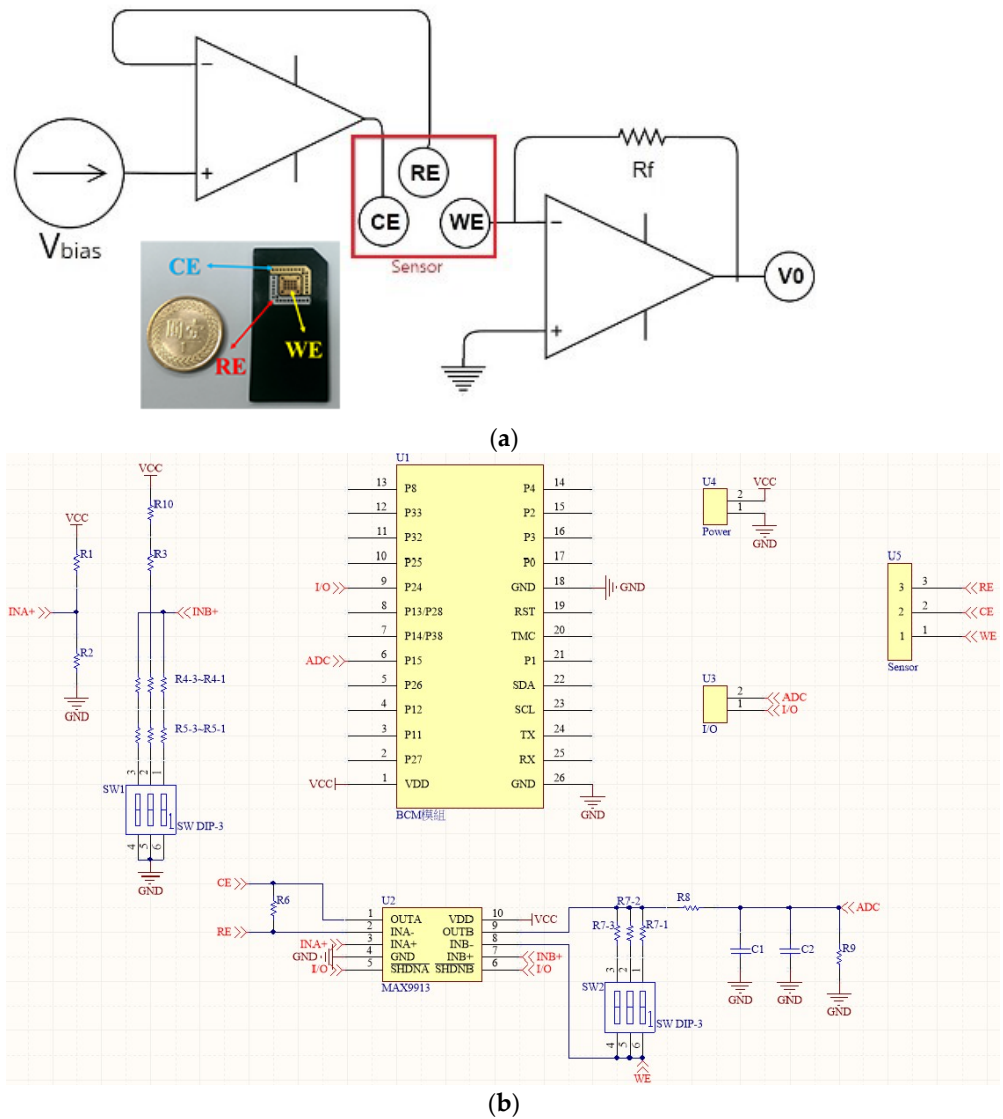 −
+
Vbias
RE
CE
WE
Sensor
Rf
−
+
V0
CE
RE
WE
(a)
VCC
R10
R3
VCC
R1
INA+
INB+
R2
GND
R4-3~R4-1
R5-3~R5-1
3 2 1
SW1
1
SW DIP-3
4 5 6
GND
U1
13 P8 P4 14
12 P33 P2 15
11 P32 P3 16
10 P25 P0 17
I/O 9 P24 GND 18 GND
8 P13/P28 RST 19
7 P14/P38 TMC 20
ADC 6 P15 P1 21
5 P26 SDA 22
4 P12 SCL 23
3 P11 TX 24
2 P27 RX 25
VCC 1 VDD GND 26
GND
BCM模組
U4
2 VCC
1
Power GND
U5
3 3 RE
2 2 CE
1 1 WE
Sensor
U3
2 ADC
1 I/O
I/O
CE
R6
RE
U2
1 OUTA VDD 10 VCC
2 INA- OUTB 9
INA+ 3 INA+ INB- 8
GND 4 GND INB+ 7 INB+
I/O 5 SHDNA SHDNB 6 I/O
MAX9913
R7-2
R7-3 R7-1
R8
ADC
C1
C2
R9
GND
GND
GND
3 2 1
SW2
1
SW DIP-3
4 5 6
WE
(b)